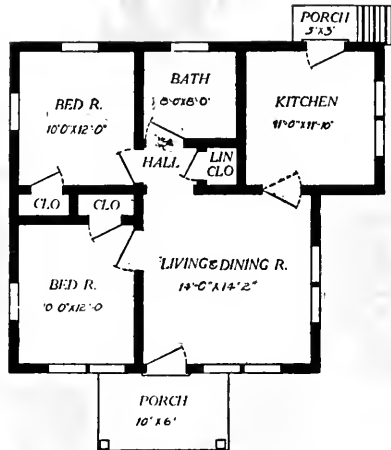 PORCH
5'X5'
BATH
8'-0"X8'-0"
BED R.
10'0"X12'-0"
KITCHEN
11'-0"X11'-10"
HALL
LIN
CLO
CLO
CLO
BED R.
10'0"X12'-0
LIVING & DINING R.
14'-0"X14'-2"
PORCH
10'X6'